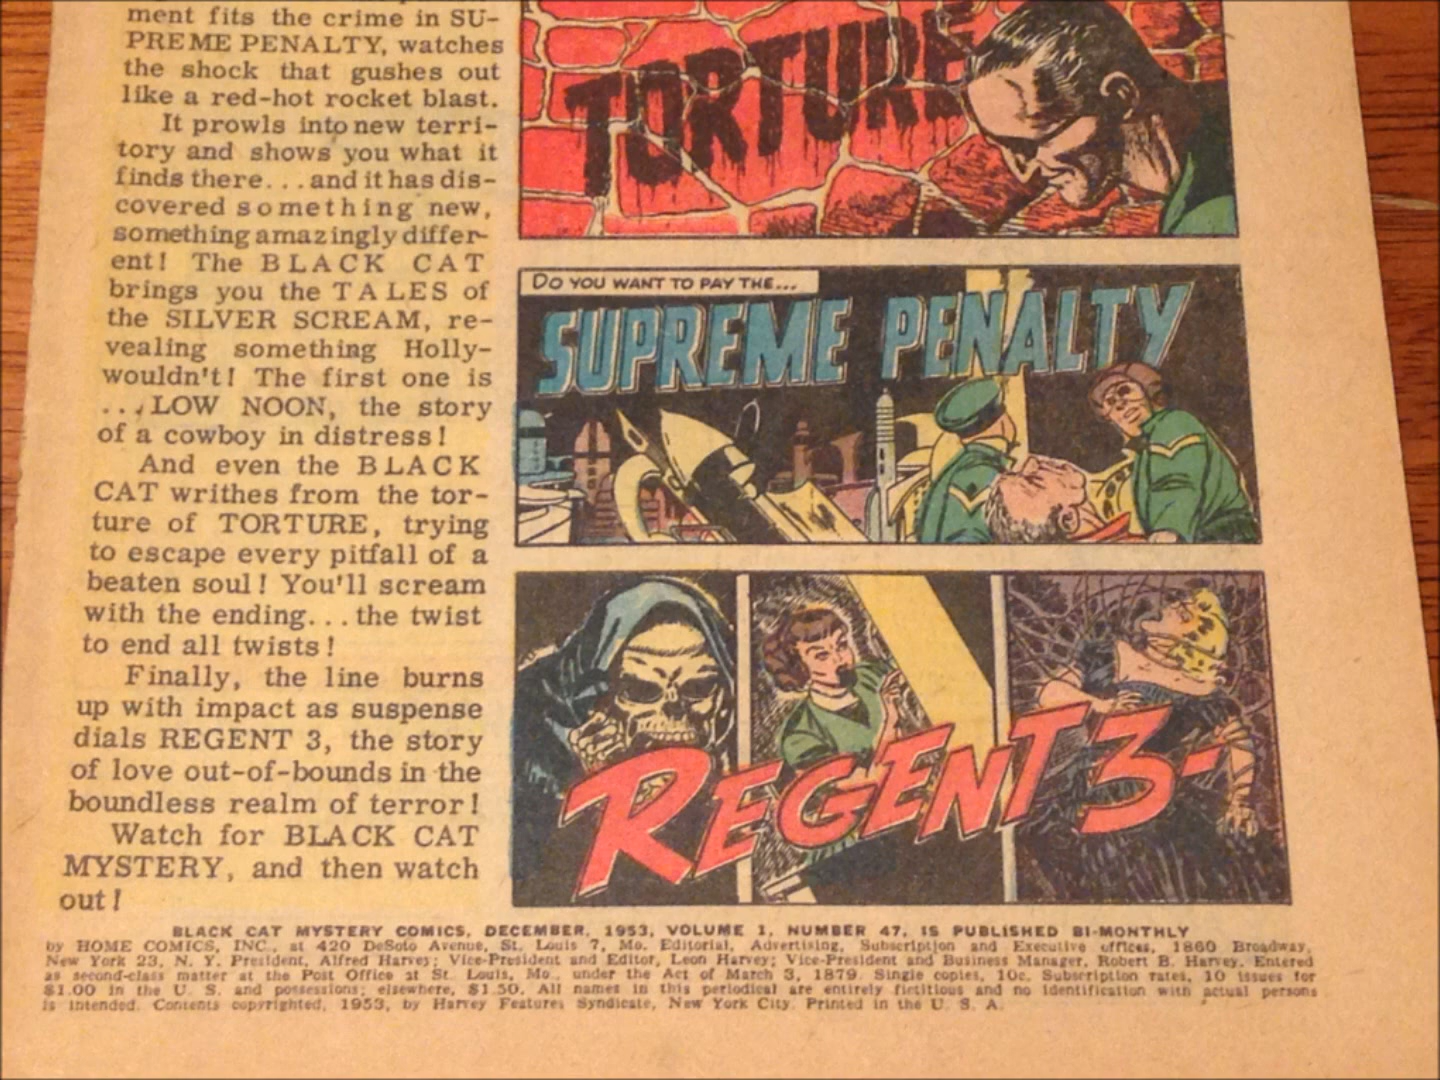 ment fits the crime in SU-
PREME PENALTY, watches
the shock that gushes out
like a red-hot rocket blast.
It prowls into new terri-
tory and shows you what it
finds there...and it has dis-
covered something new,
something amazingly differ-
ent! The BLACK CAT
brings you the TALES of
the SILVER SCREAM, re-
vealing something Holly-
wouldn't! The first one is
...LOW NOON, the story
of a cowboy in distress!
And even the BLACK
CAT writhes from the tor-
ture of TORTURE, trying
to escape every pitfall of a
beaten soul! You'll scream
with the ending...the twist
to end all twists!
Finally, the line burns
up with impact as suspense
dials REGENT 3, the story
of love out-of-bounds in the
boundless realm of terror!
Watch for BLACK CAT
MYSTERY, and then watch
out!
TORTURE
DO YOU WANT TO PAY THE...
SUPREME PENALTY
REGENT 3-
BLACK CAT MYSTERY COMICS, DECEMBER, 1953, VOLUME 1, NUMBER 47, IS PUBLISHED BI-MONTHLY
by HOME COMICS, INC., at 420 DeSoto Avenue, St. Louis 7, Mo. Editorial, Advertising, Subscription and Executive offices, 1860 Broadway,
New York 23, N. Y. President, Alfred Harvey; Vice-President and Editor, Leon Harvey; Vice-President and Business Manager, Robert B. Harvey. Entered
as second-class matter at the Post Office at St. Louis, Mo., under the Act of March 3, 1879. Single copies, 10c. Subscription rates, 10 issues for
$1.00 in the U. S. and possessions; elsewhere, $1.50. All names in this periodical are entirely fictitious and no identification with actual persons
is intended. Contents copyrighted, 1953, by Harvey Features Syndicate, New York City. Printed in the U. S. A.